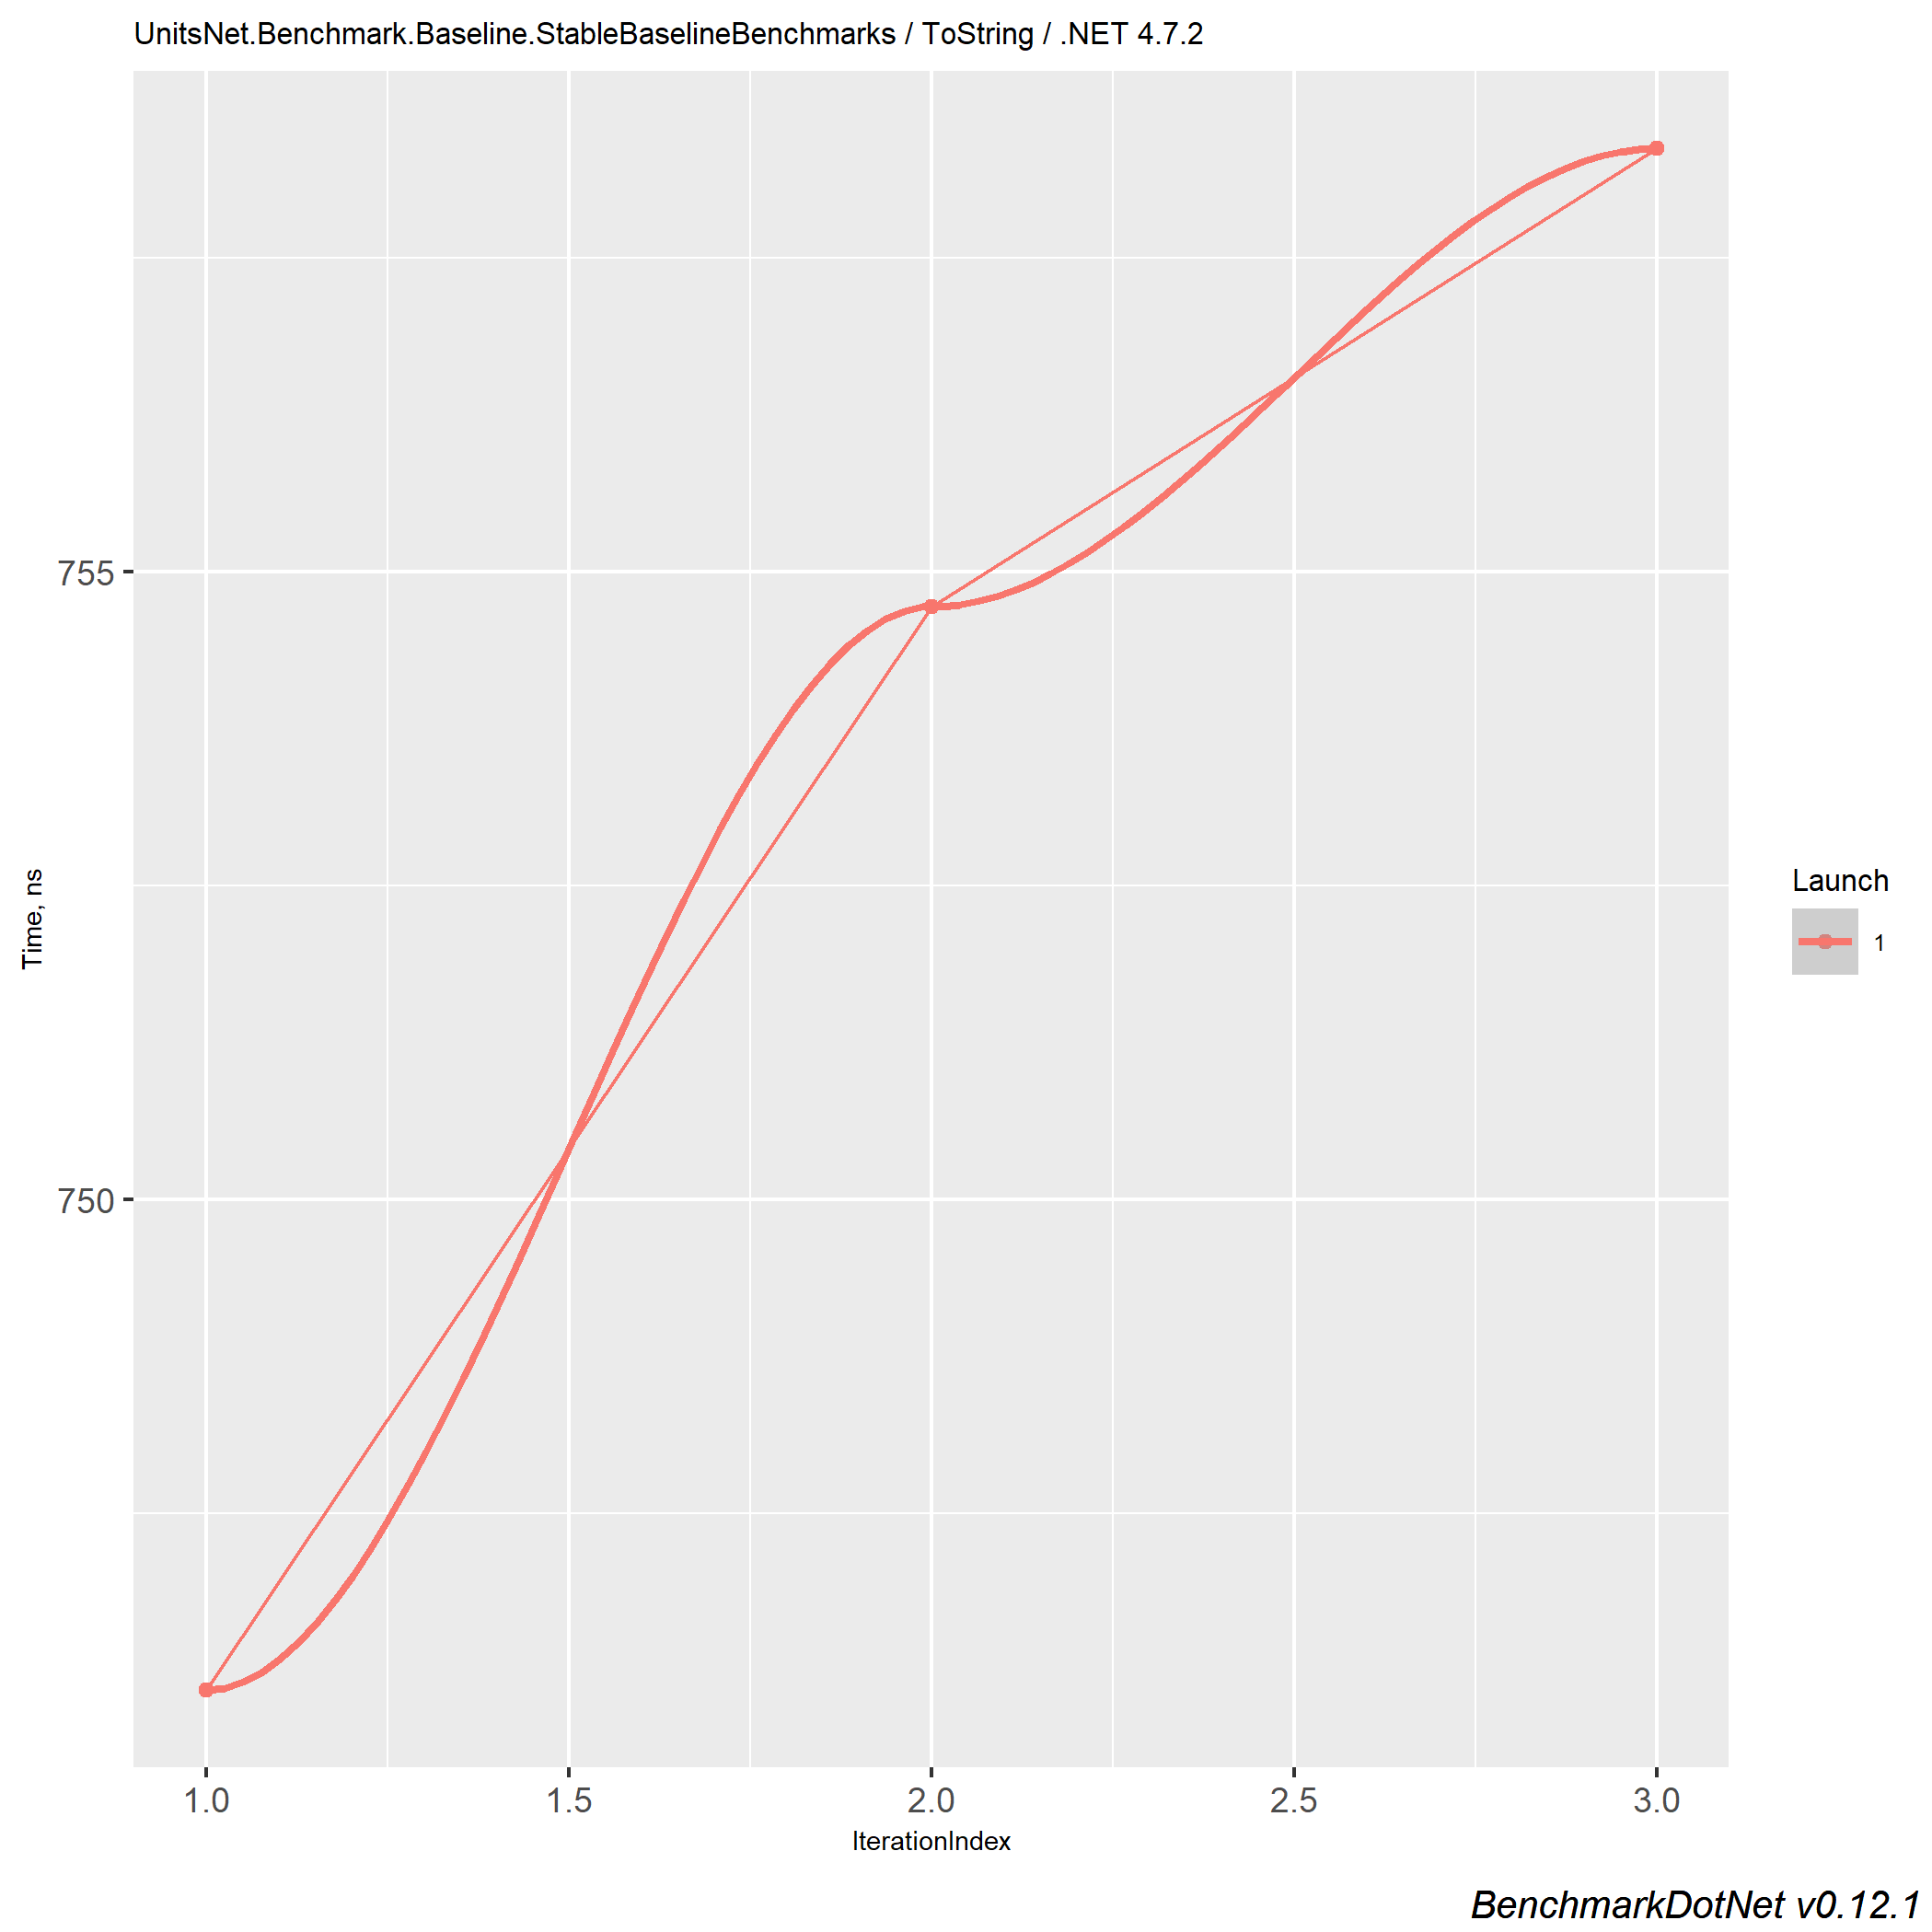 UnitsNet.Benchmark.Baseline.StableBaselineBenchmarks / ToString / .NET 4.7.2
Time, ns
755
750
1.0 1.5 2.0 2.5 3.0
IterationIndex
Launch
1
BenchmarkDotNet v0.12.1